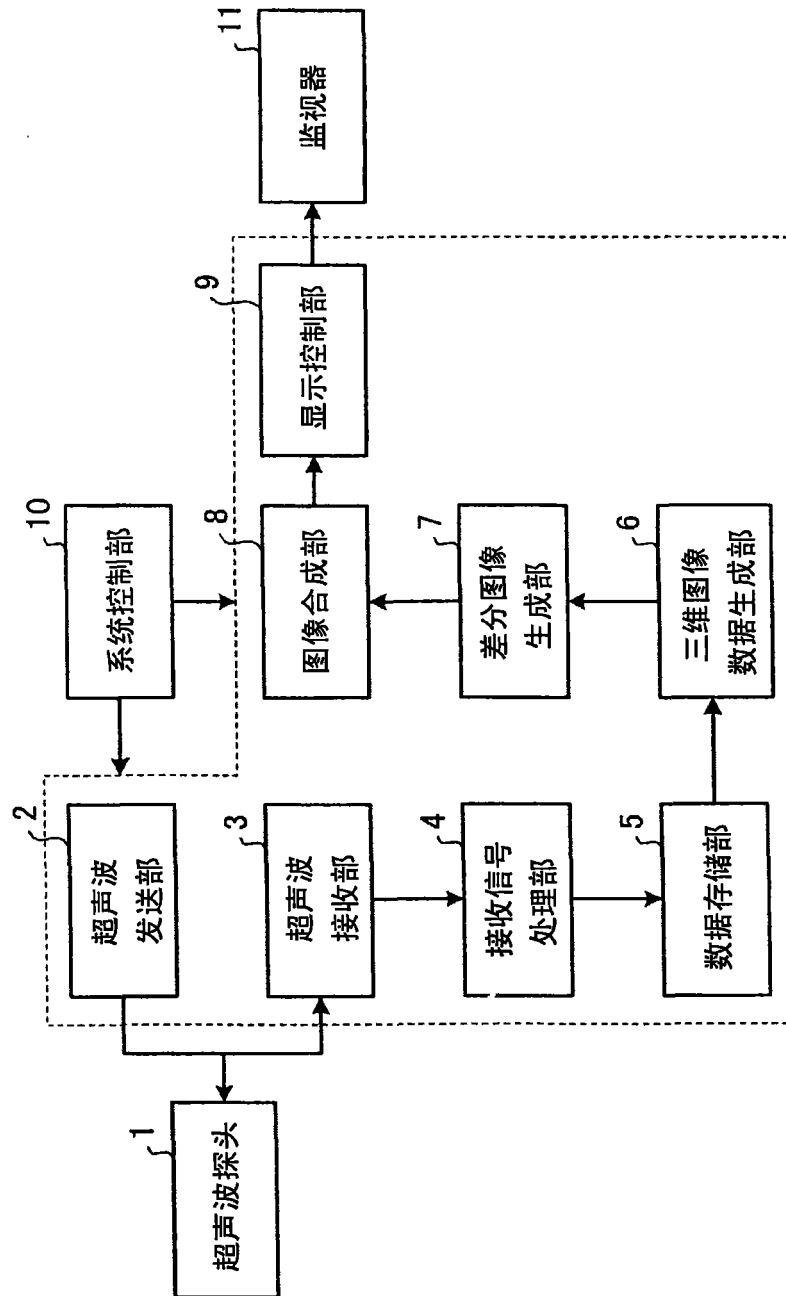 1
超声波探头
2
超声波
发送部
3
超声波
接收部
4
接收信号
处理部
5
数据存储部
6
三维图像
数据生成部
7
差分图像
生成部
8
图像合成部
9
显示控制部
10
系统控制部
11
监视器